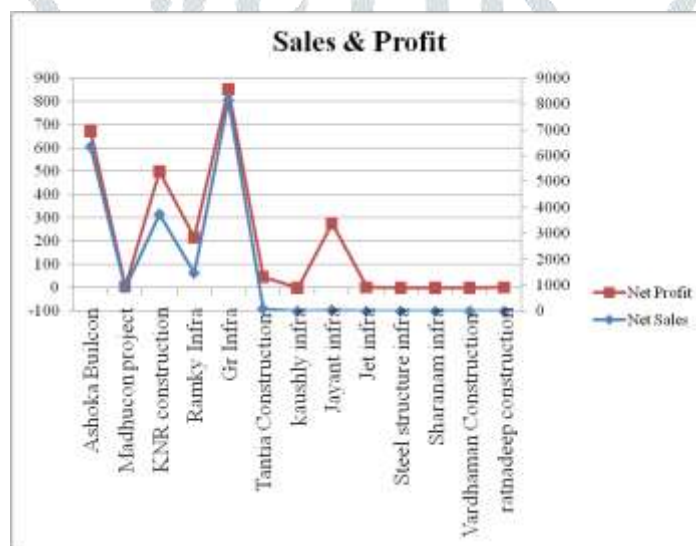 Sales & Profit
900
800
700
600
500
400
300
200
100
0
-100
9000
8000
7000
6000
5000
4000
3000
2000
1000
0
Net Profit
Net Sales
Ashoka Builcon
Madhucon project
KNR construction
Ramky Infra
Gr Infra
Tantia Construction
kaushly infra
Jayant infra
Jet infra
Steel structure infra
Sharanam infra
Vardhaman Construction
ratnadeep construction